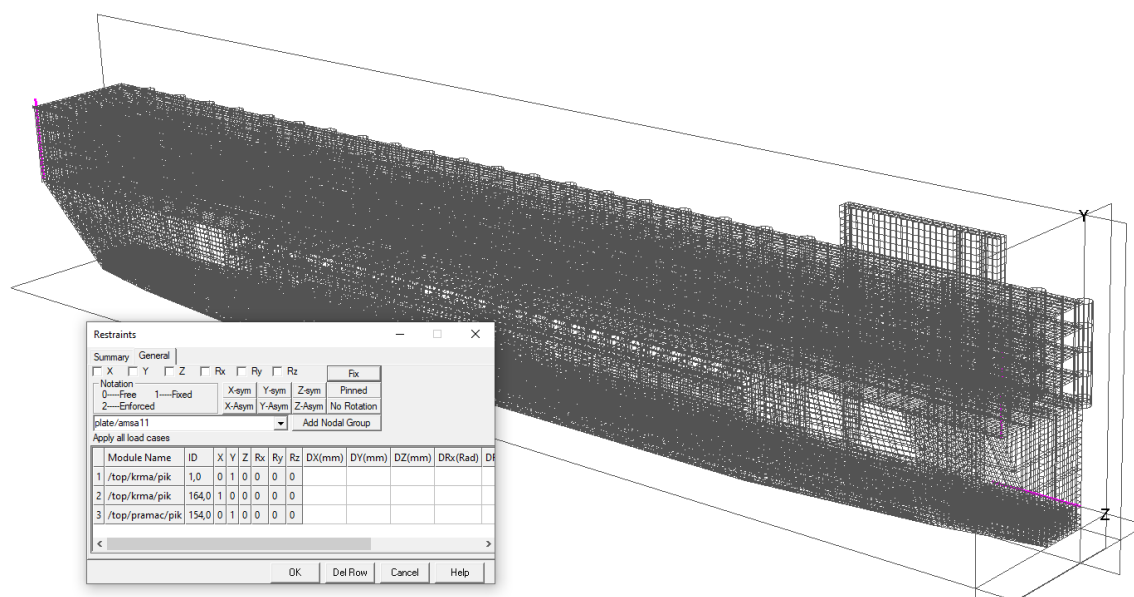 Y
Z
Restraints
Summary General
X Y Z Rx Ry Rz Fix
Notation
0----Free 1----Fixed
2----Enforced
X-sym Y-sym Z-sym Pinned
X-Asym Y-Asym Z-Asym No Rotation
plate/amsa11 Add Nodal Group
Apply all load cases
Module Name ID X Y Z Rx Ry Rz DX(mm) DY(mm) DZ(mm) DRx(Rad)
1 /top/krma/pik 1,0 0 1 0 0 0 0
2 /top/krma/pik 164,0 1 0 0 0 0 0
3 /top/pramac/pik 154,0 0 1 0 0 0 0
OK Del Row Cancel Help